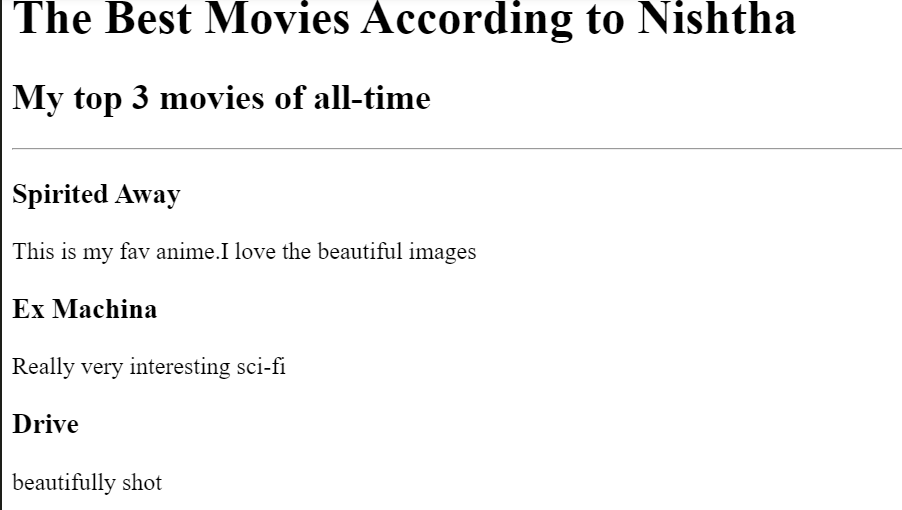 The Best Movies According to Nishtha
My top 3 movies of all-time
Spirited Away
This is my fav anime.I love the beautiful images
Ex Machina
Really very interesting sci-fi
Drive
beautifully shot